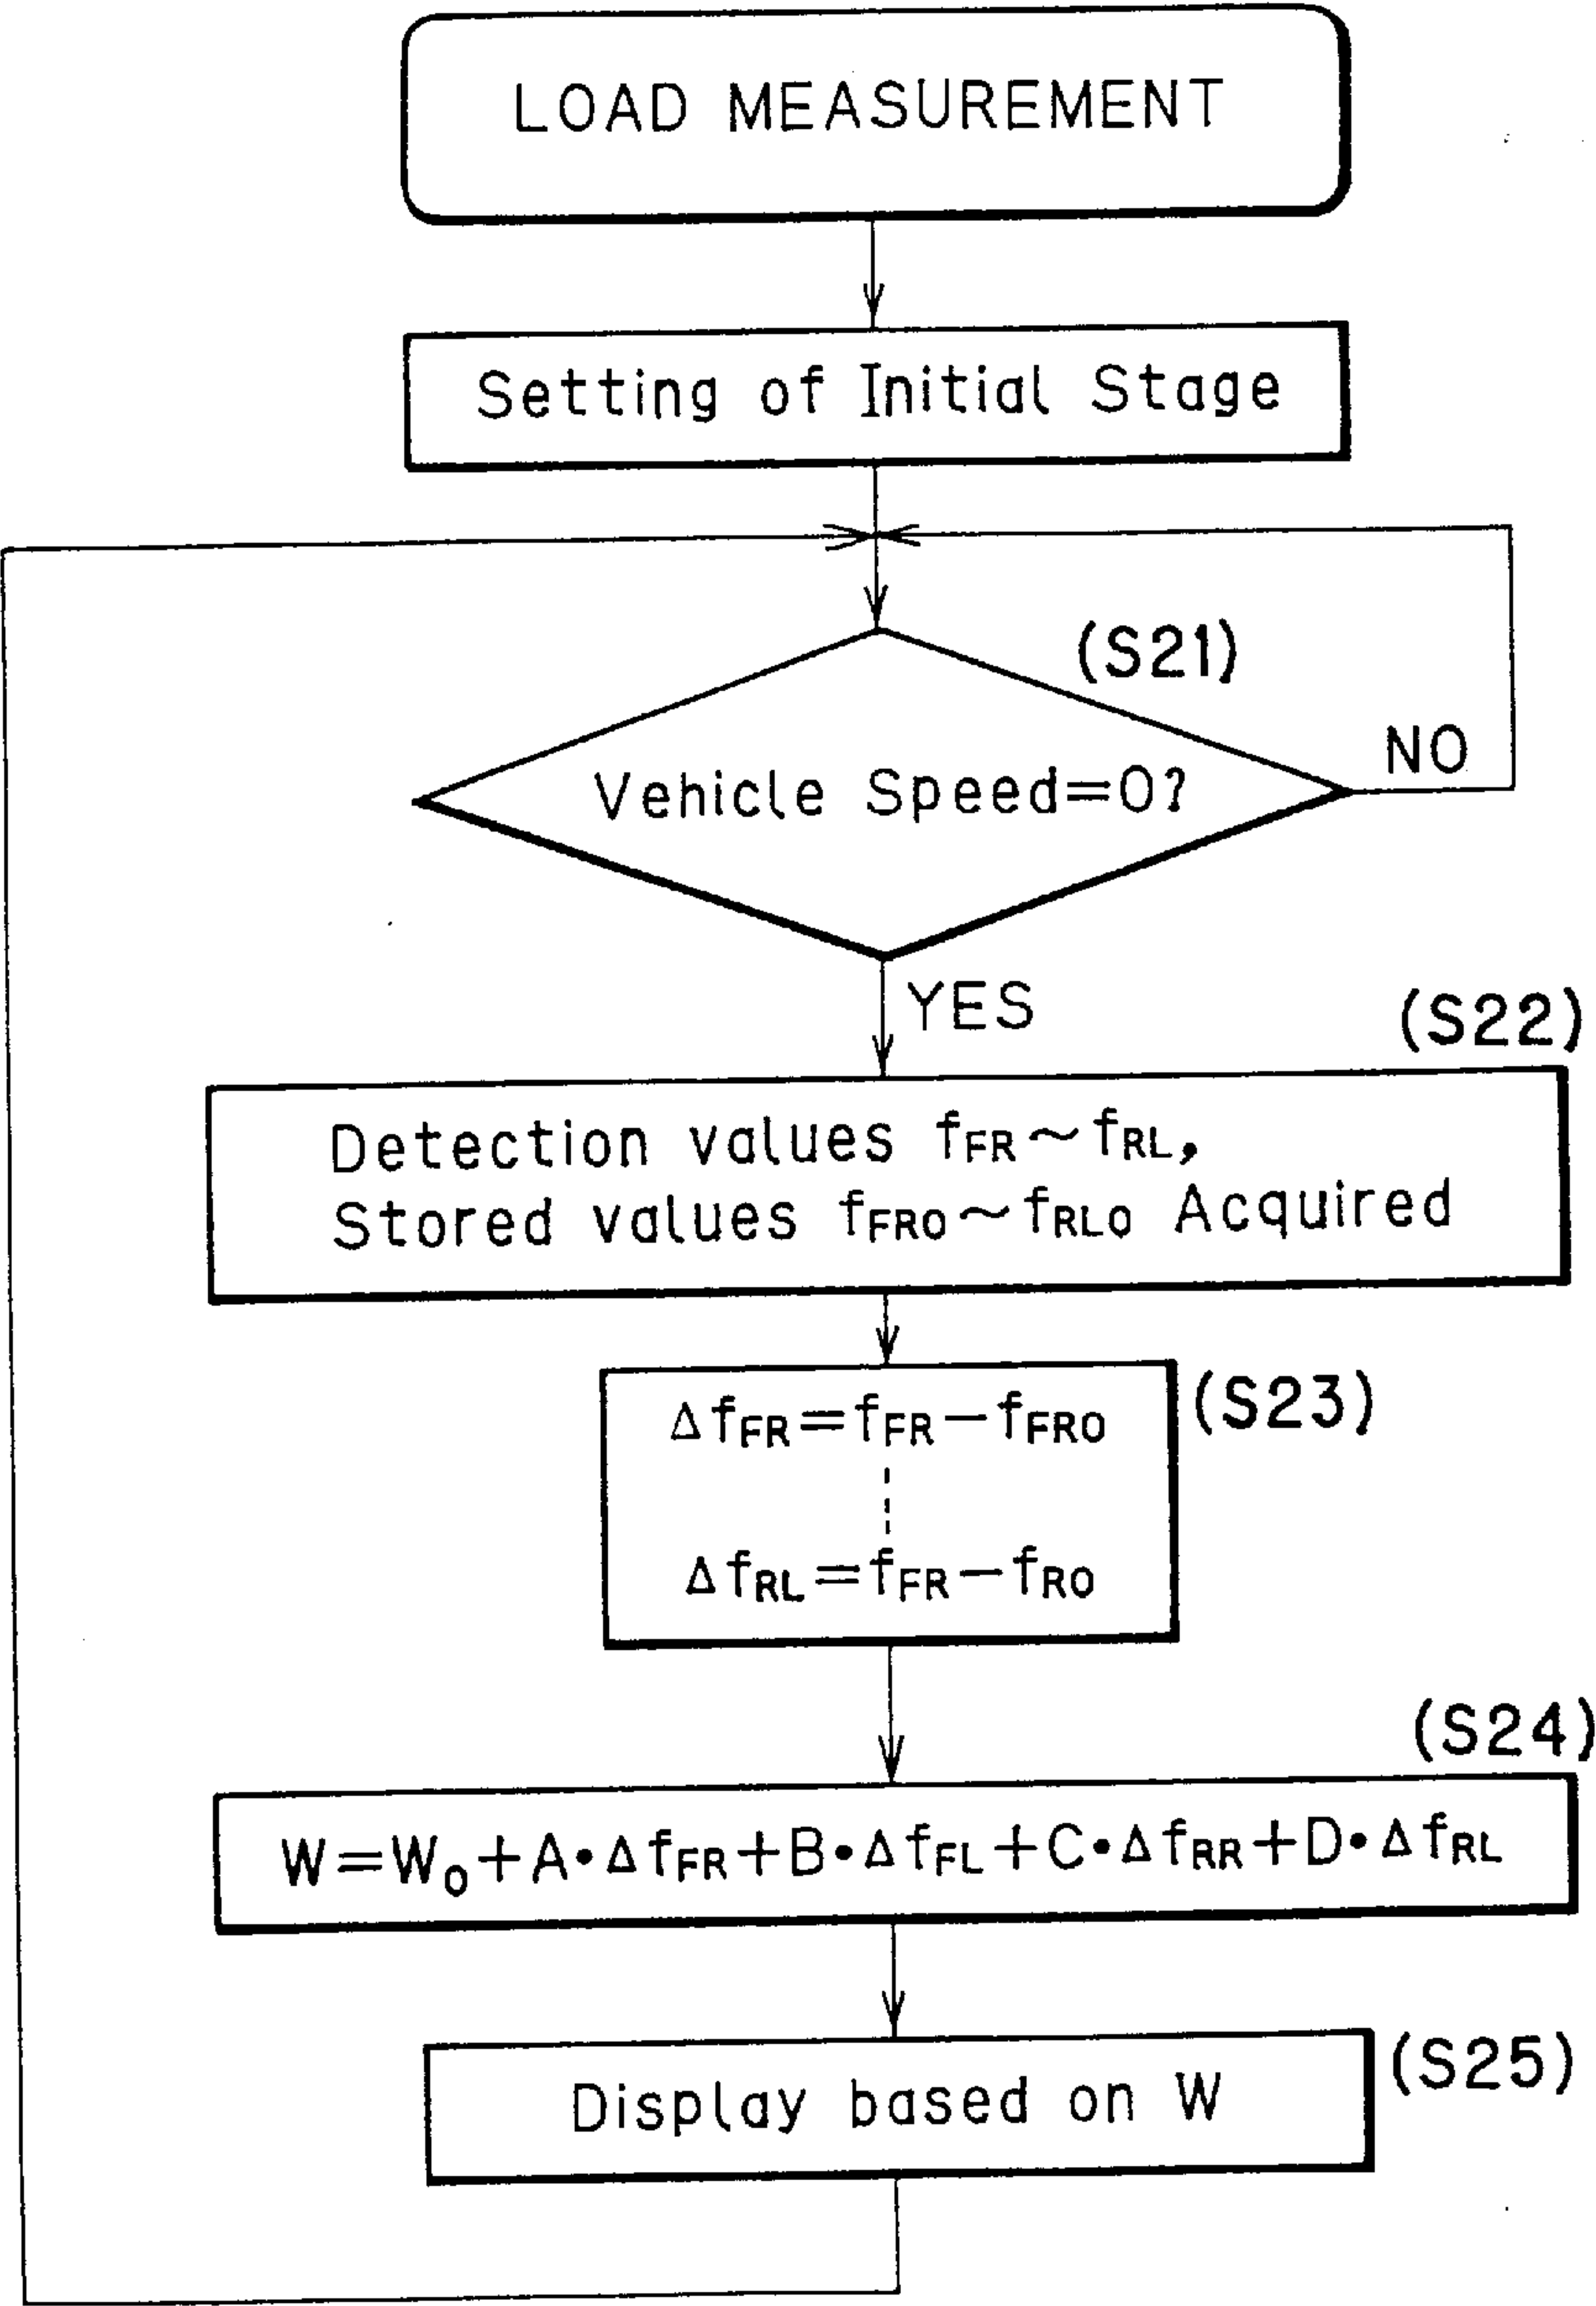 LOAD MEASUREMENT
Setting of Initial Stage
(S21)
Vehicle Speed=0?
NO
YES
(S22)
Detection values fFR~fRL,
Stored values fFRO~fRLO Acquired
(S23)
ΔfFR=fFR−fFRO
ΔfRL=fFR−fRO
(S24)
W=W0+A•ΔfFR+B•ΔfFL+C•ΔfRR+D•ΔfRL
(S25)
Display based on W